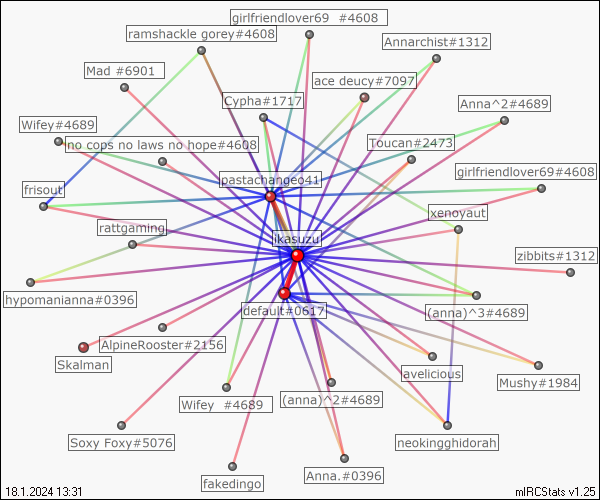 girlfriendlover69  #4608
ramshackle gorey#4608
Annarchist#1312
Mad #6901
ace deucy#7097
Cypha#1717
Anna^2#4689
Wifey#4689
no cops no laws no hope#4608
Toucan#2473
girlfriendlover69#4608
pastachange041
frisout
xenoyaut
rattgaming
ikasuzu
zibbits#1312
hypomanianna#0396
default#0617
(anna)^3#4689
AlpineRooster#2156
Skalman
avelicious
Mushy#1984
Wifey  #4689
(anna)^2#4689
Soxy Foxy#5076
neokingghidorah
fakedingo
Anna.#0396
18.1.2024 13:31
mIRCStats v1.25